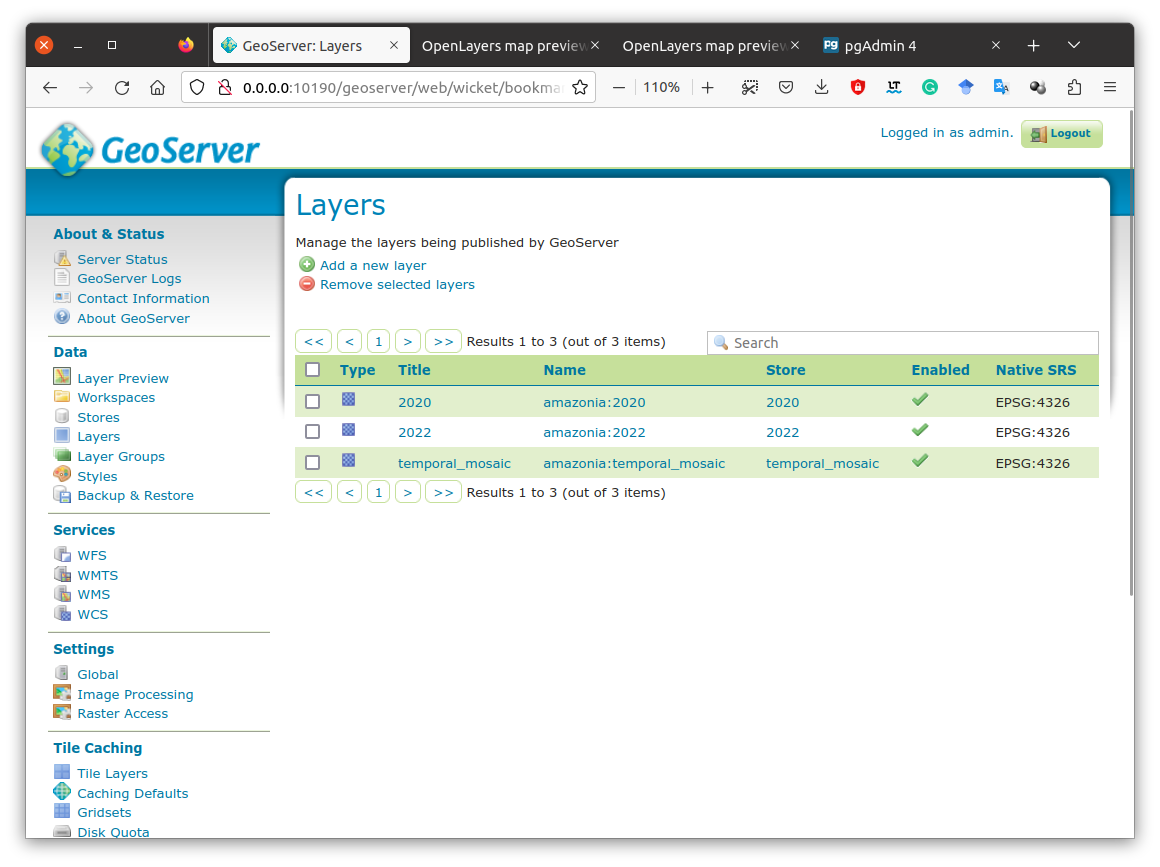 GeoServer: Layers
OpenLayers map preview
OpenLayers map preview
pgAdmin 4
0.0.0.0:10190/geoserver/web/wicket/bookma
110%
GeoServer
Logged in as admin.
Logout
About & Status
Server Status
GeoServer Logs
Contact Information
About GeoServer
Data
Layer Preview
Workspaces
Stores
Layers
Layer Groups
Styles
Backup & Restore
Services
WFS
WMTS
WMS
WCS
Settings
Global
Image Processing
Raster Access
Tile Caching
Tile Layers
Caching Defaults
Gridsets
Disk Quota
Layers
Manage the layers being published by GeoServer
Add a new layer
Remove selected layers
<< < 1 > >> Results 1 to 3 (out of 3 items)
Search
Type Title Name Store Enabled Native SRS
2020 amazonia:2020 2020 EPSG:4326
2022 amazonia:2022 2022 EPSG:4326
temporal_mosaic amazonia:temporal_mosaic temporal_mosaic EPSG:4326
<< < 1 > >> Results 1 to 3 (out of 3 items)